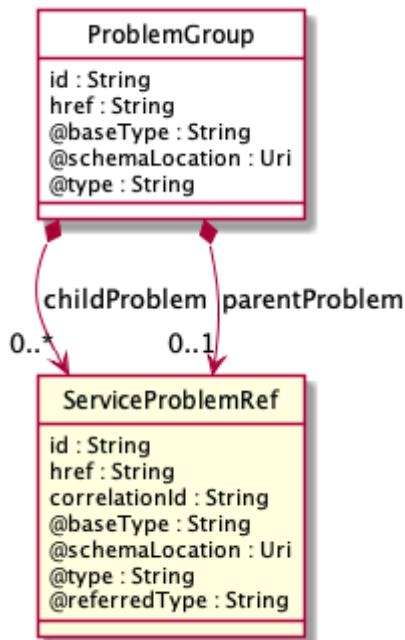 ProblemGroup
id : String
href : String
@baseType : String
@schemaLocation : Uri
@type : String
childProblem
parentProblem
0..*
0..1
ServiceProblemRef
id : String
href : String
correlationId : String
@baseType : String
@schemaLocation : Uri
@type : String
@referredType : String